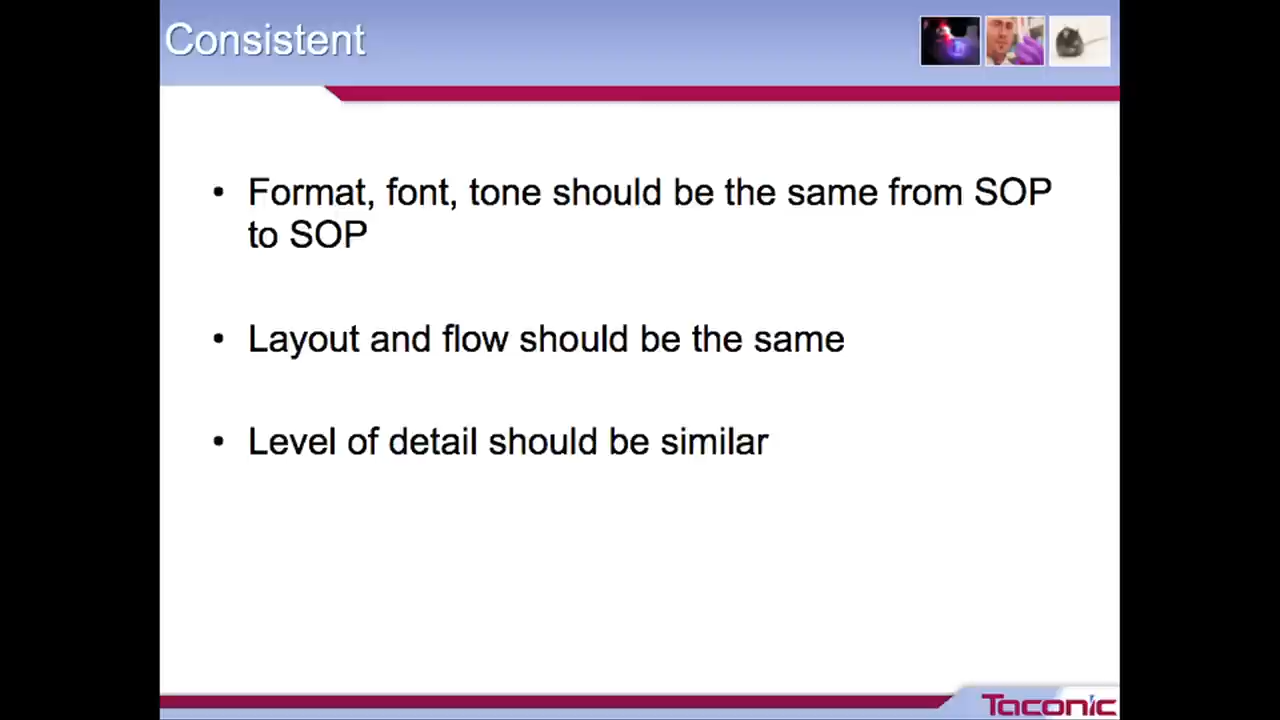 Consistent
• Format, font, tone should be the same from SOP
to SOP
• Layout and flow should be the same
• Level of detail should be similar
Taconic